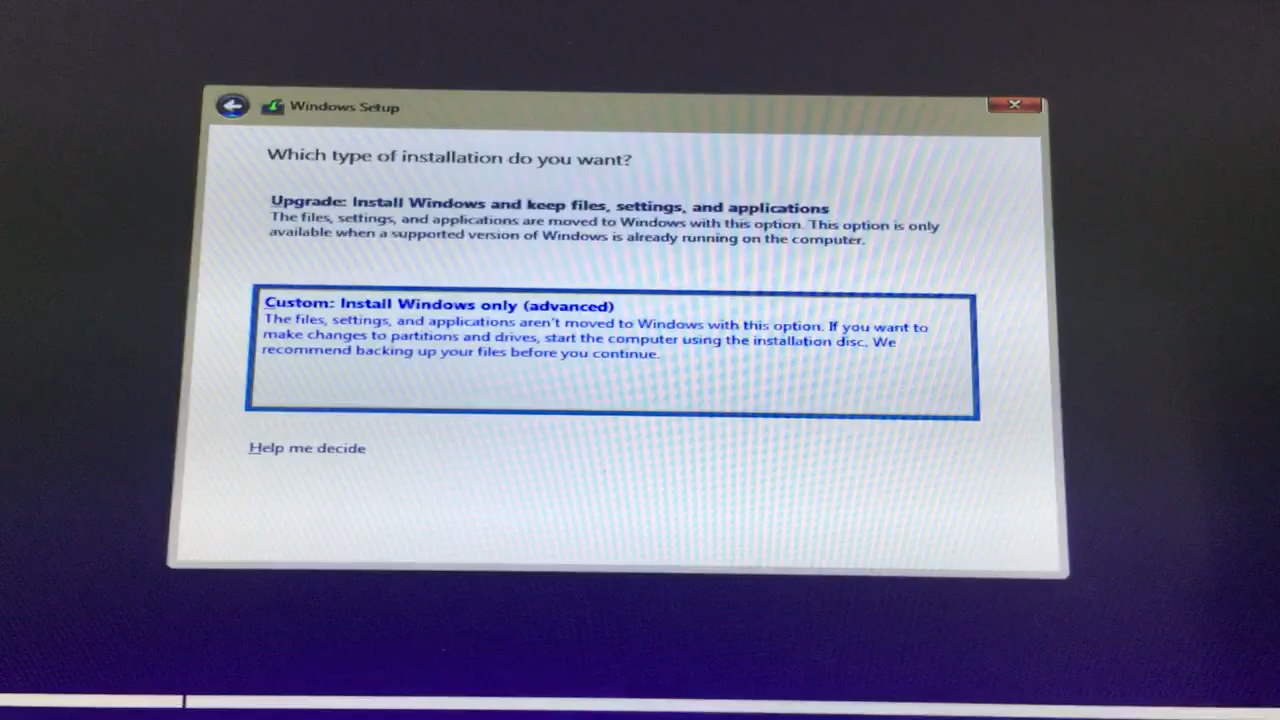 Windows Setup
Which type of installation do you want?
Upgrade: Install Windows and keep files, settings, and applications
The files, settings, and applications are moved to Windows with this option. This option is only
available when a supported version of Windows is already running on the computer.
Custom: Install Windows only (advanced)
The files, settings, and applications aren't moved to Windows with this option. If you want to
make changes to partitions and drives, start the computer using the installation disc. We
recommend backing up your files before you continue.
Help me decide